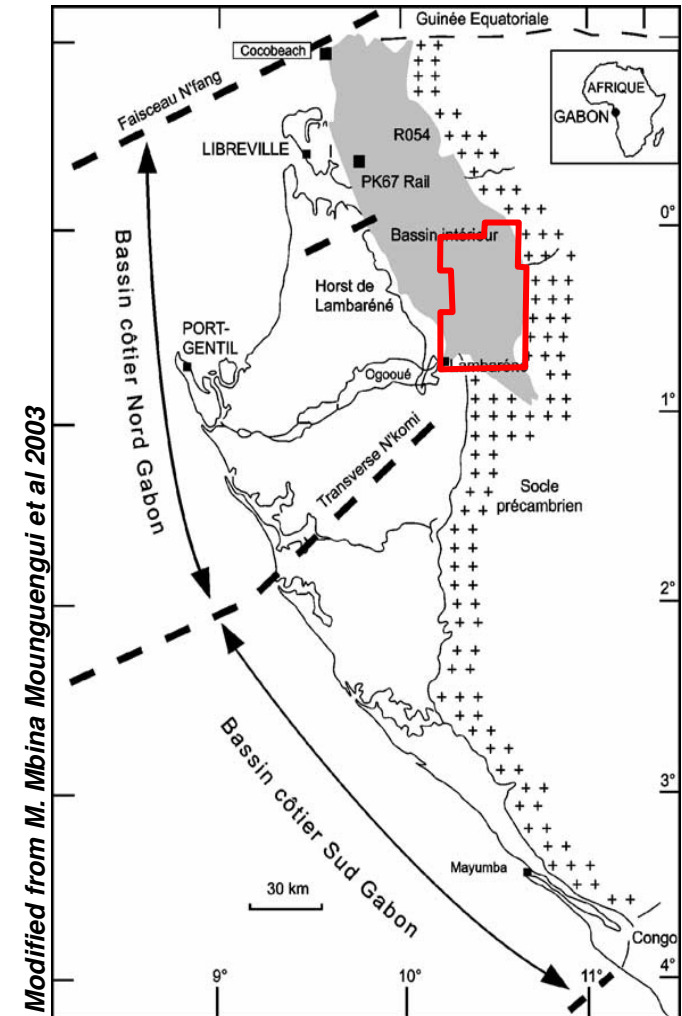 Guinée Equatoriale
Cocobeach
Faisceau N'fang
AFRIQUE
GABON
R054
LIBREVILLE
PK67 Rail
0°
Bassin intérieur
Bassin côtier Nord Gabon
Horst de
Lambaréné
PORT-
GENTIL
Lambaréné
Ogooué
1°
Transverse N'komi
Socle
précambrien
2°
Bassin côtier Sud Gabon
3°
Mayumba
30 km
Congo
4°
9°
10°
11°
Modified from M. Mbina Mounguengui et al 2003